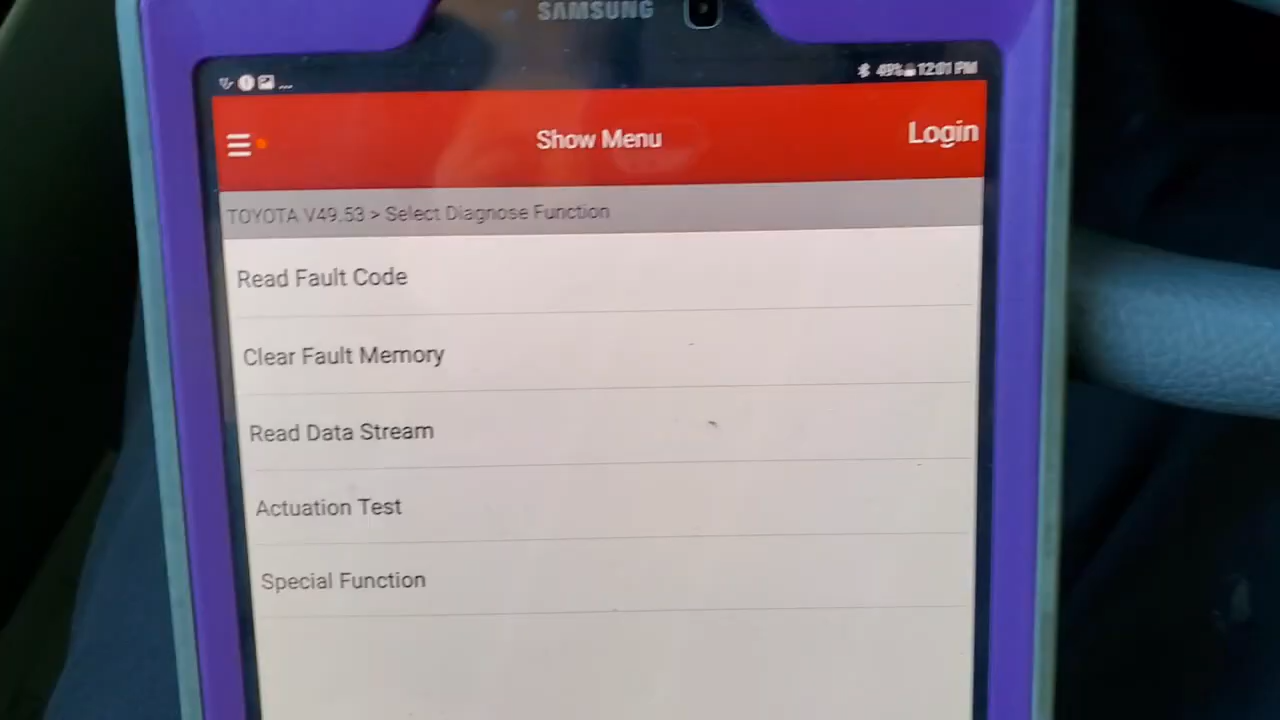 SAMSUNG
49% 12:01 PM
Show Menu
Login
TOYOTA V49.53 > Select Diagnose Function
Read Fault Code
Clear Fault Memory
Read Data Stream
Actuation Test
Special Function